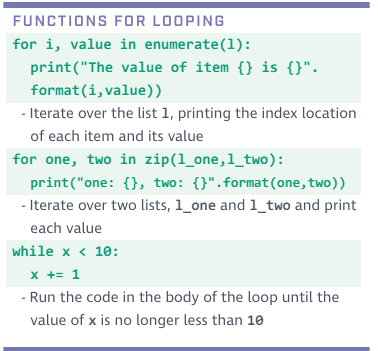 FUNCTIONS FOR LOOPING
for i, value in enumerate(l):
print("The value of item {} is {}".
format(i,value))
- Iterate over the list l, printing the index location
of each item and its value
for one, two in zip(l_one,l_two):
print("one: {}, two: {}".format(one,two))
- Iterate over two lists, l_one and l_two and print
each value
while x < 10:
x += 1
- Run the code in the body of the loop until the
value of x is no longer less than 10